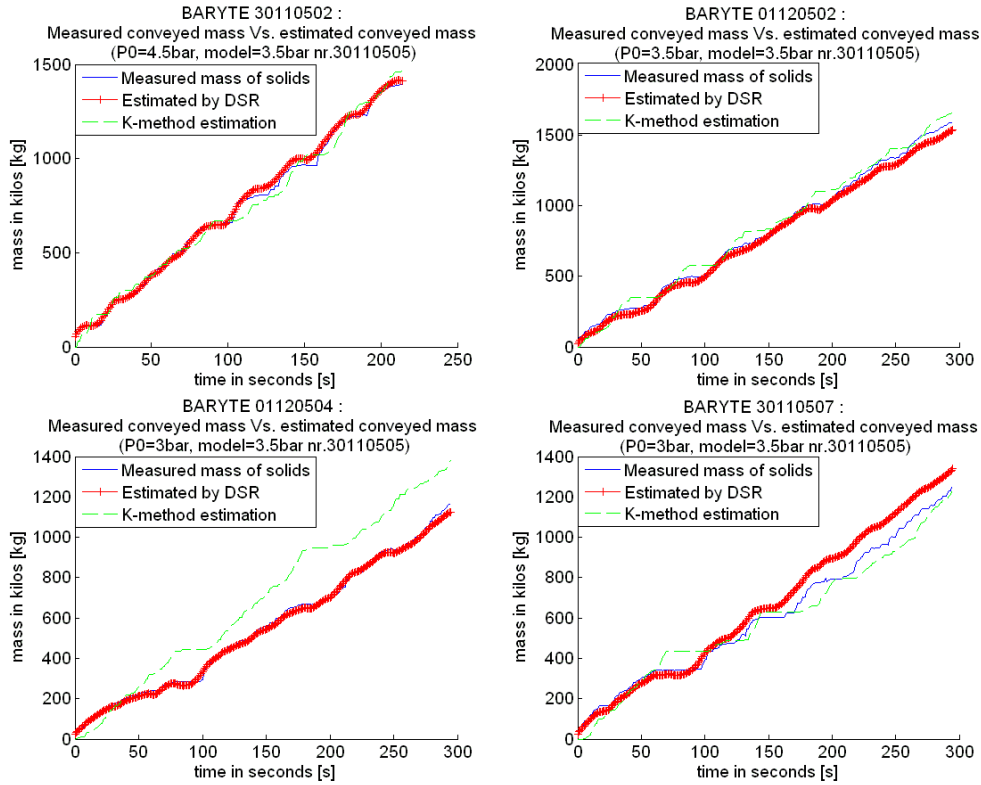 BARYTE 30110502 :
Measured conveyed mass Vs. estimated conveyed mass
(P0=4.5bar, model=3.5bar nr.30110505)
1500
1000
500
0
mass in kilos [kg]
Measured mass of solids
Estimated by DSR
K-method estimation
0 50 100 150 200 250
time in seconds [s]
BARYTE 01120502 :
Measured conveyed mass Vs. estimated conveyed mass
(P0=3.5bar, model=3.5bar nr.30110505)
2000
1500
1000
500
0
mass in kilos [kg]
Measured mass of solids
Estimated by DSR
K-method estimation
0 50 100 150 200 250 300
time in seconds [s]
BARYTE 01120504 :
Measured conveyed mass Vs. estimated conveyed mass
(P0=3bar, model=3.5bar nr.30110505)
1400
1200
1000
800
600
400
200
0
mass in kilos [kg]
Measured mass of solids
Estimated by DSR
K-method estimation
0 50 100 150 200 250 300
time in seconds [s]
BARYTE 30110507 :
Measured conveyed mass Vs. estimated conveyed mass
(P0=3bar, model=3.5bar nr.30110505)
1400
1200
1000
800
600
400
200
0
mass in kilos [kg]
Measured mass of solids
Estimated by DSR
K-method estimation
0 50 100 150 200 250 300
time in seconds [s]